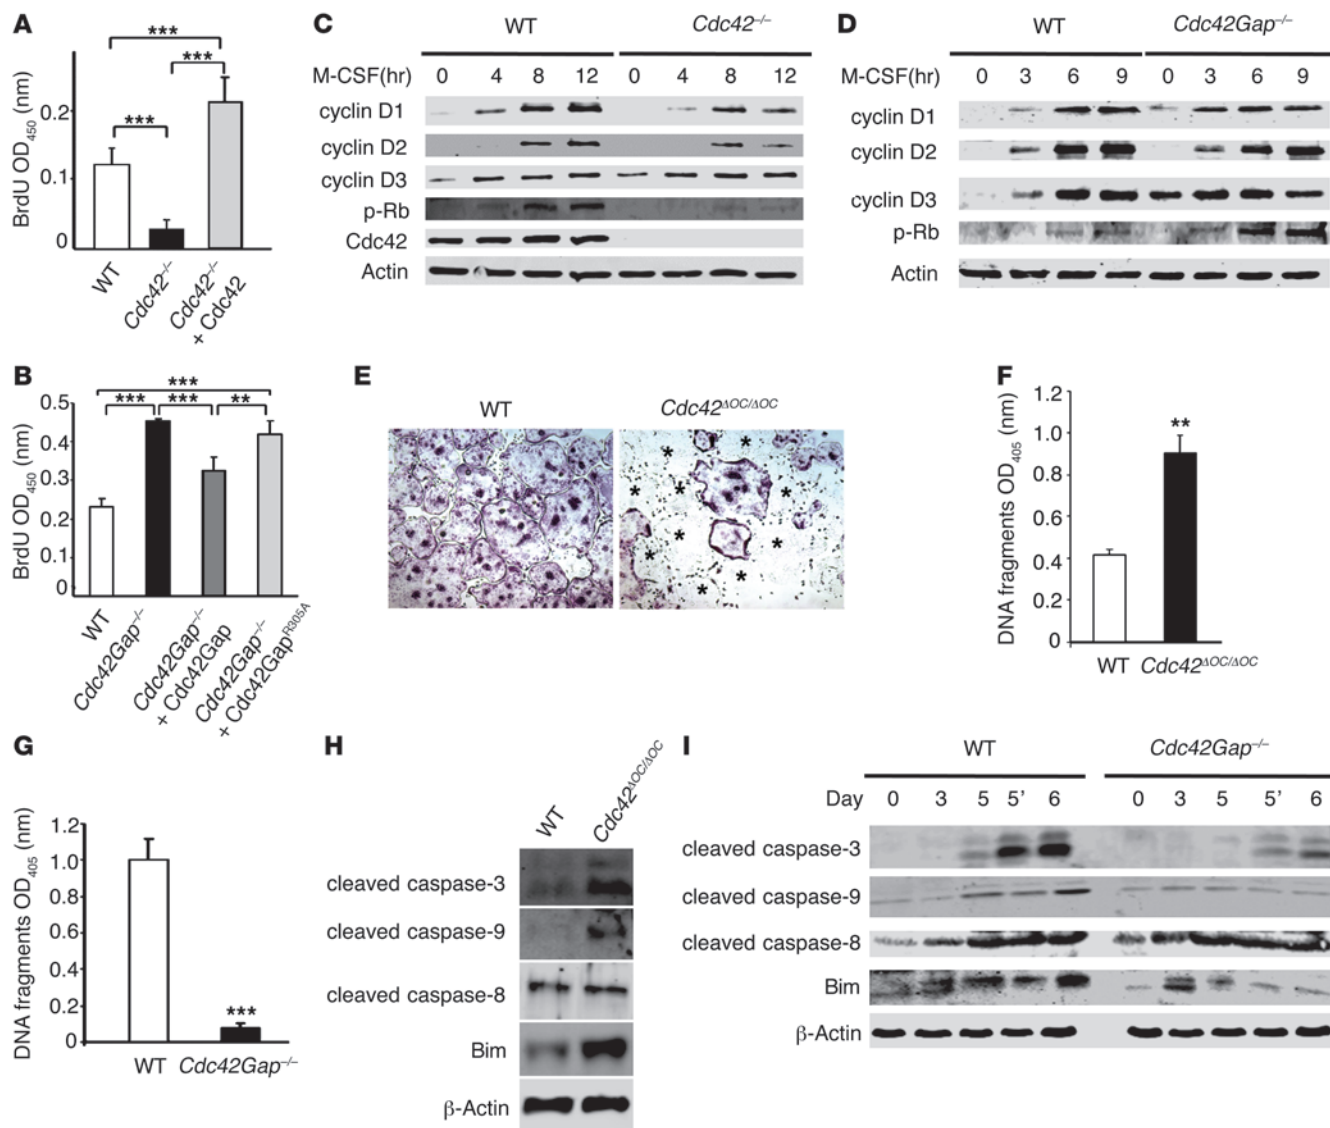 A
***
***
***
BrdU OD450 (nm)
0.2
0.1
0
WT
Cdc42–/–
Cdc42–/–
+ Cdc42
B
***
*** *** **
BrdU OD450 (nm)
0.5
0.4
0.3
0.2
0.1
0
WT
Cdc42Gap–/–
Cdc42Gap–/–
+ Cdc42Gap
Cdc42Gap–/–
+ Cdc42GapR305A
C
WT Cdc42–/–
M-CSF(hr) 0 4 8 12 0 4 8 12
cyclin D1
cyclin D2
cyclin D3
p-Rb
Cdc42
Actin
D
WT Cdc42Gap–/–
M-CSF(hr) 0 3 6 9 0 3 6 9
cyclin D1
cyclin D2
cyclin D3
p-Rb
Actin
E
WT Cdc42ΔOC/ΔOC
* * * * * * * * * *
F
DNA fragments OD405 (nm)
1.2
1.0
0.8
0.6
0.4
1.2
0
**
WT Cdc42ΔOC/ΔOC
G
DNA fragments OD405 (nm)
1.2
1.0
0.8
0.6
0.4
0.2
0
***
WT Cdc42Gap–/–
H
WT Cdc42ΔOC/ΔOC
cleaved caspase-3
cleaved caspase-9
cleaved caspase-8
Bim
β-Actin
I
WT Cdc42Gap–/–
Day 0 3 5 5' 6 0 3 5 5' 6
cleaved caspase-3
cleaved caspase-9
cleaved caspase-8
Bim
β-Actin